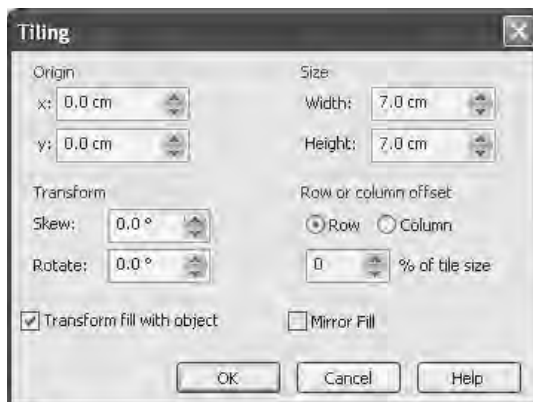 Tiling
Origin
x: 0.0 cm
y: 0.0 cm
Size
Width: 7.0 cm
Height: 7.0 cm
Transform
Skew: 0.0 °
Rotate: 0.0 °
Row or column offset
Row Column
0 % of tile size
Transform fill with object
Mirror Fill
OK Cancel Help